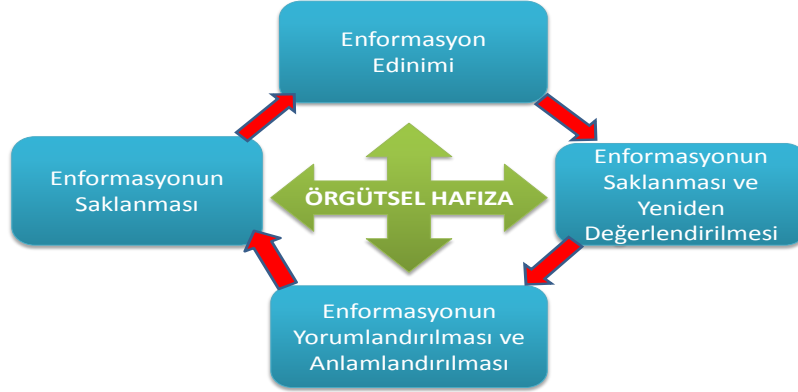 Enformasyon
Edinimi
Enformasyonun
Saklanması
ÖRGÜTSEL HAFIZA
Enformasyonun
Saklanması ve
Yeniden
Değerlendirilmesi
Enformasyonun
Yorumlandırılması ve
Anlamlandırılması